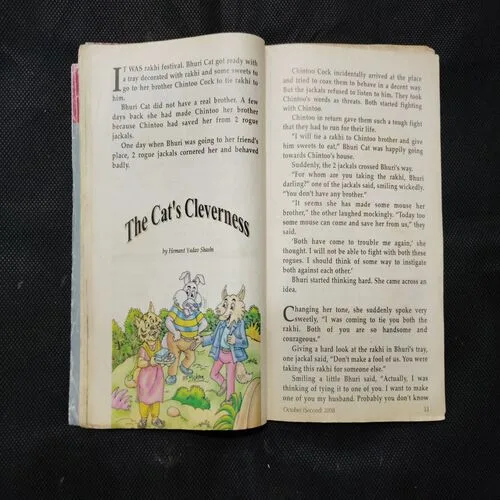 IT WAS rakhi festival. Bhuri Cat got ready with
a tray decorated with rakhi and some sweets to
go to her brother Chintoo Cock to tie rakhi to
him.
Bhuri Cat did not have a real brother. A few
days back she had made Chintoo her brother
because Chintoo had saved her from 2 rogue
jackals.
One day when Bhuri was going to her friend's
place, 2 rogue jackals cornered her and behaved
badly.
The Cat's Cleverness
by Hemant Yadav Shashi
Chintoo Cock incidentally arrived at the place
and tried to coax them to behave in a decent way.
But the jackals refused to listen to him. They took
Chintoo's words as threats. Both started fighting
with Chintoo.
Chintoo in return gave them such a tough fight
that they had to run for their life.
"I will tie a rakhi to Chintoo brother and give
him sweets to eat," Bhuri Cat was happily going
towards Chintoo's house.
Suddenly, the 2 jackals crossed Bhuri's way.
"For whom are you taking the rakhi, Bhuri
darling?" one of the jackals said, smiling wickedly.
"You don't have any brother."
"It seems she has made some mouse her
brother," the other laughed mockingly. "Today too
some mouse can come and save her from us," they
said.
'Both have come to trouble me again,' she
thought. I will not be able to fight with both these
rogues. I should think of some way to instigate
both against each other.'
Bhuri started thinking hard. She came across an
idea.
Changing her tone, she suddenly spoke very
sweetly, "I was coming to tie you both the
rakhi. Both of you are so handsome and
courageous."
Giving a hard look at the rakhi in Bhuri's tray,
one jackal said, "Don't make a fool of us. You were
taking this rakhi for someone else."
Smiling a little Bhuri said, "Actually, I was
thinking of tying it to one of you. I want to make
one of you my husband. Probably you don't know
October (Second) 2008 11